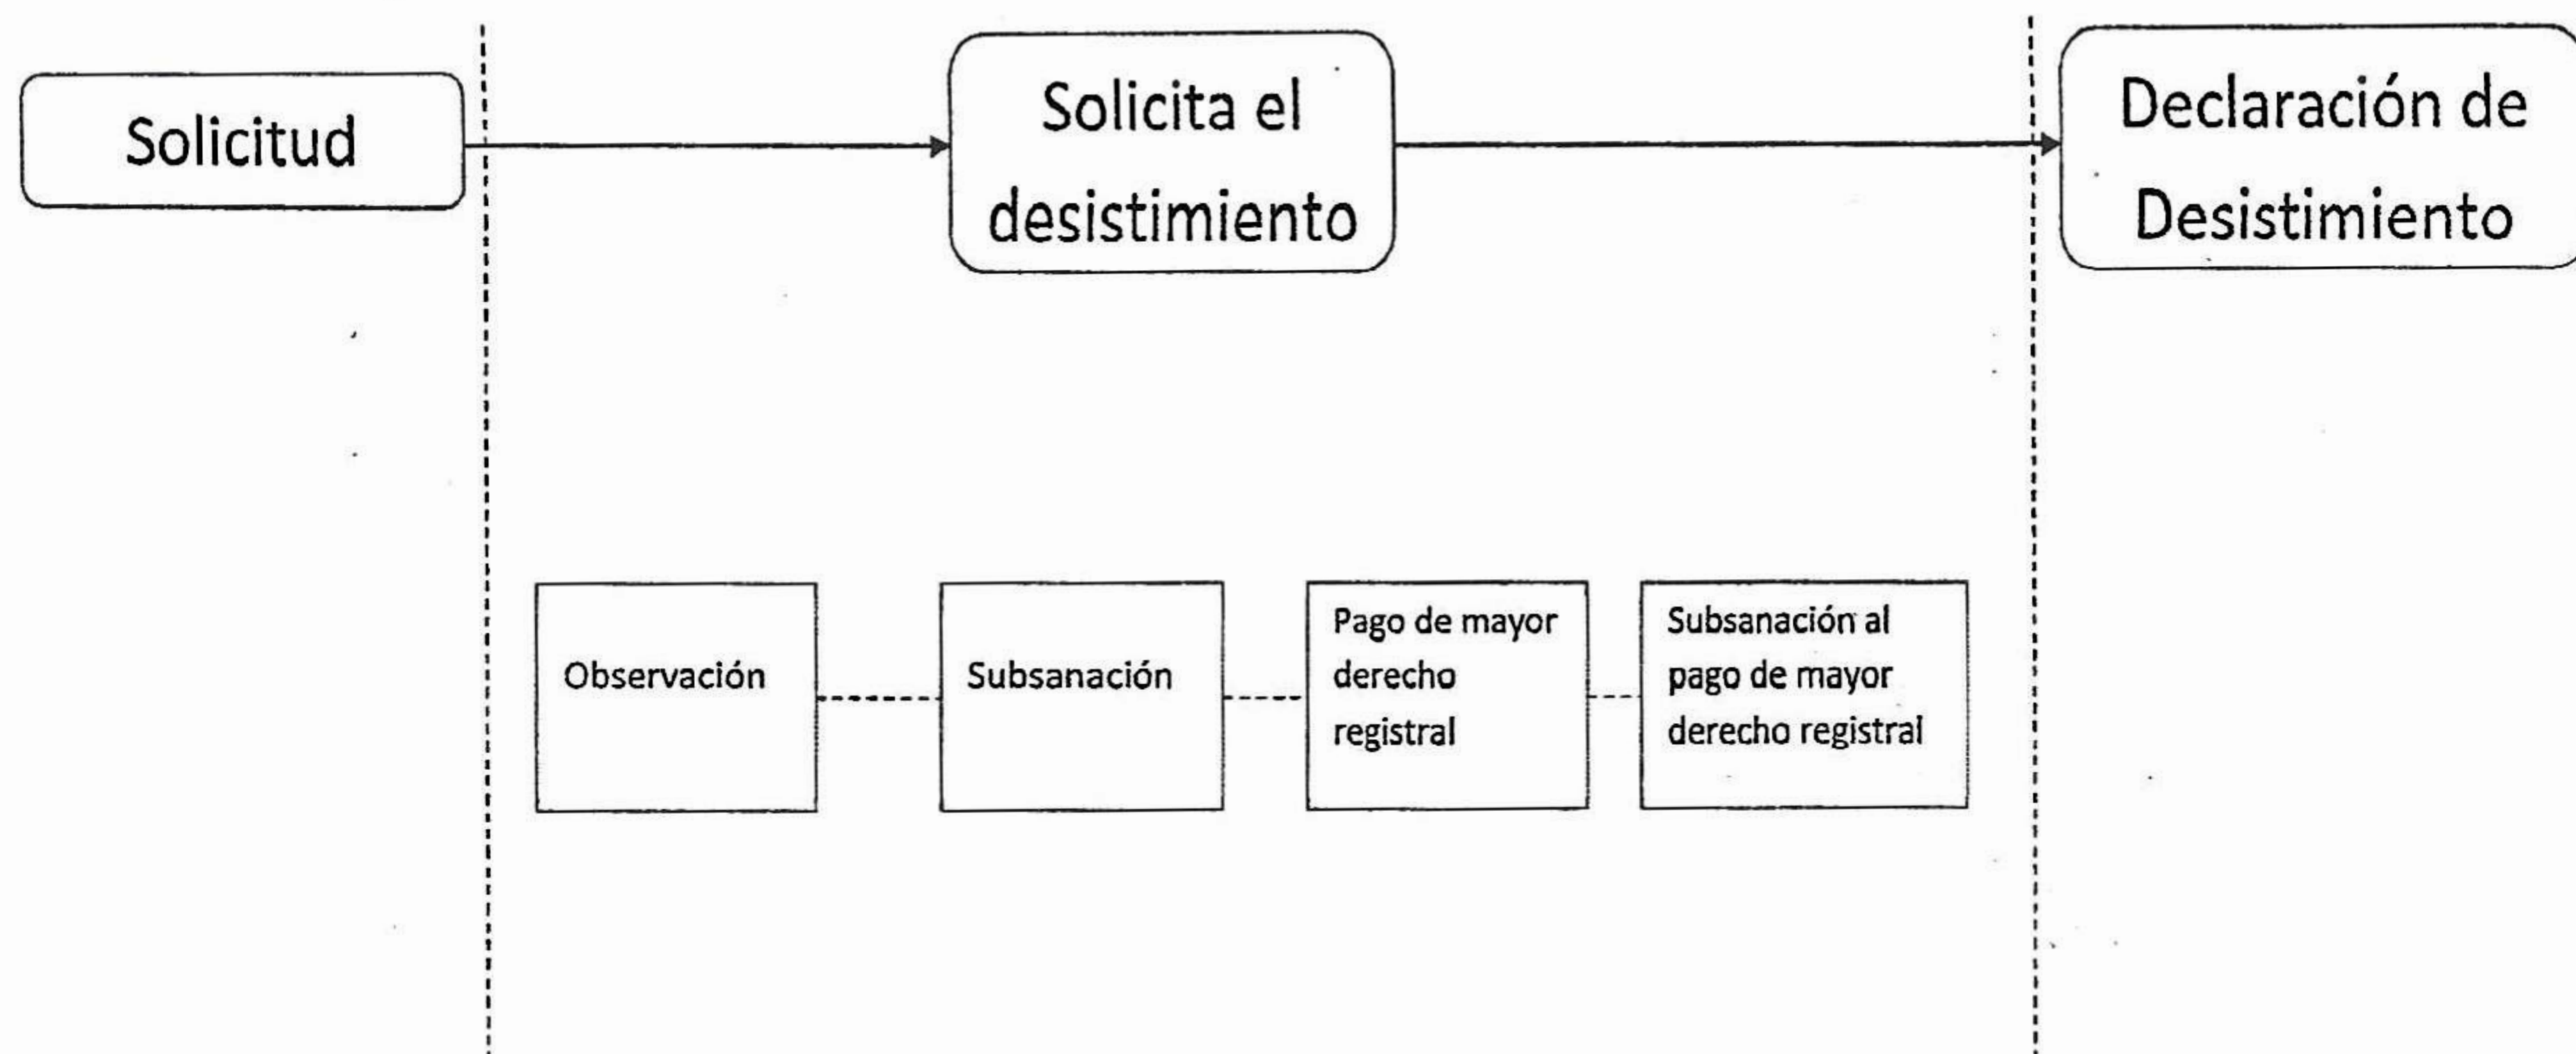 Solicitud
Solicita el
desistimiento
Declaración de
Desistimiento
Observación
Subsanación
Pago de mayor
derecho
registral
Subsanación al
pago de mayor
derecho registral